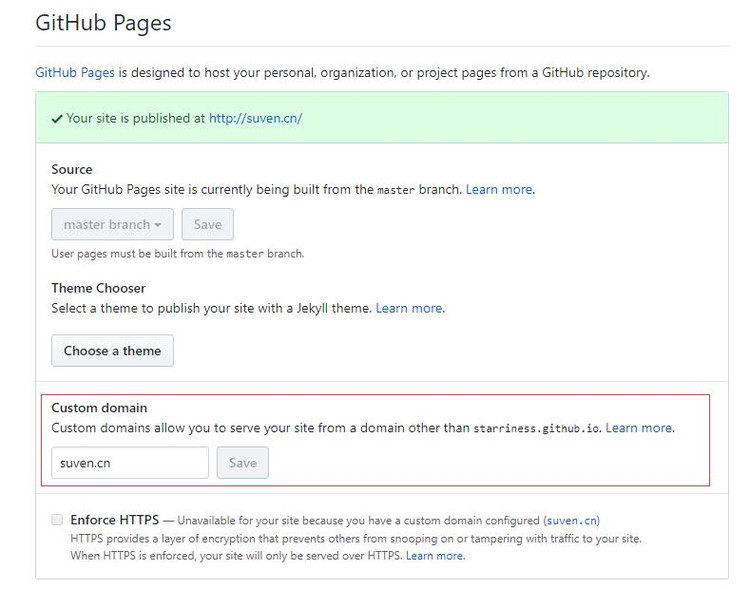 GitHub Pages
GitHub Pages is designed to host your personal, organization, or project pages from a GitHub repository.
Your site is published at http://suven.cn/
Source
Your GitHub Pages site is currently being built from the master branch. Learn more.
master branch Save
User pages must be built from the master branch.
Theme Chooser
Select a theme to publish your site with a Jekyll theme. Learn more.
Choose a theme
Custom domain
Custom domains allow you to serve your site from a domain other than starriness.github.io. Learn more.
suven.cn Save
Enforce HTTPS — Unavailable for your site because you have a custom domain configured (suven.cn)
HTTPS provides a layer of encryption that prevents others from snooping on or tampering with traffic to your site.
When HTTPS is enforced, your site will only be served over HTTPS. Learn more.